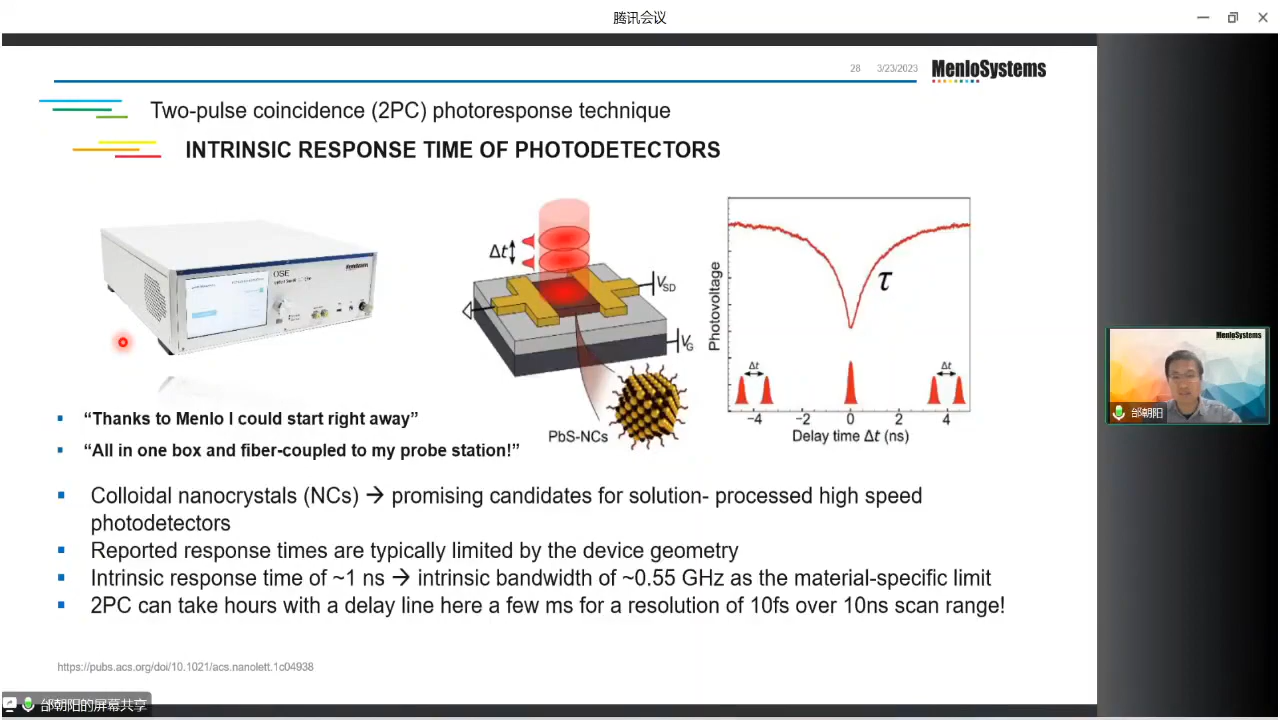 腾讯会议
28 3/23/2023 MenloSystems
Two-pulse coincidence (2PC) photoresponse technique
INTRINSIC RESPONSE TIME OF PHOTODETECTORS
OSE
Δt
VSD
VG
PbS-NCs
Photovoltage
τ
Δt
Δt
−4 −2 0 2 4
Delay time Δt (ns)
MenloSystems
邰朝阳
▪ “Thanks to Menlo I could start right away”
▪ “All in one box and fiber-coupled to my probe station!”
▪ Colloidal nanocrystals (NCs) → promising candidates for solution- processed high speed
photodetectors
▪ Reported response times are typically limited by the device geometry
▪ Intrinsic response time of ~1 ns → intrinsic bandwidth of ~0.55 GHz as the material-specific limit
▪ 2PC can take hours with a delay line here a few ms for a resolution of 10fs over 10ns scan range!
https://pubs.acs.org/doi/10.1021/acs.nanolett.1c04938
邰朝阳的屏幕共享